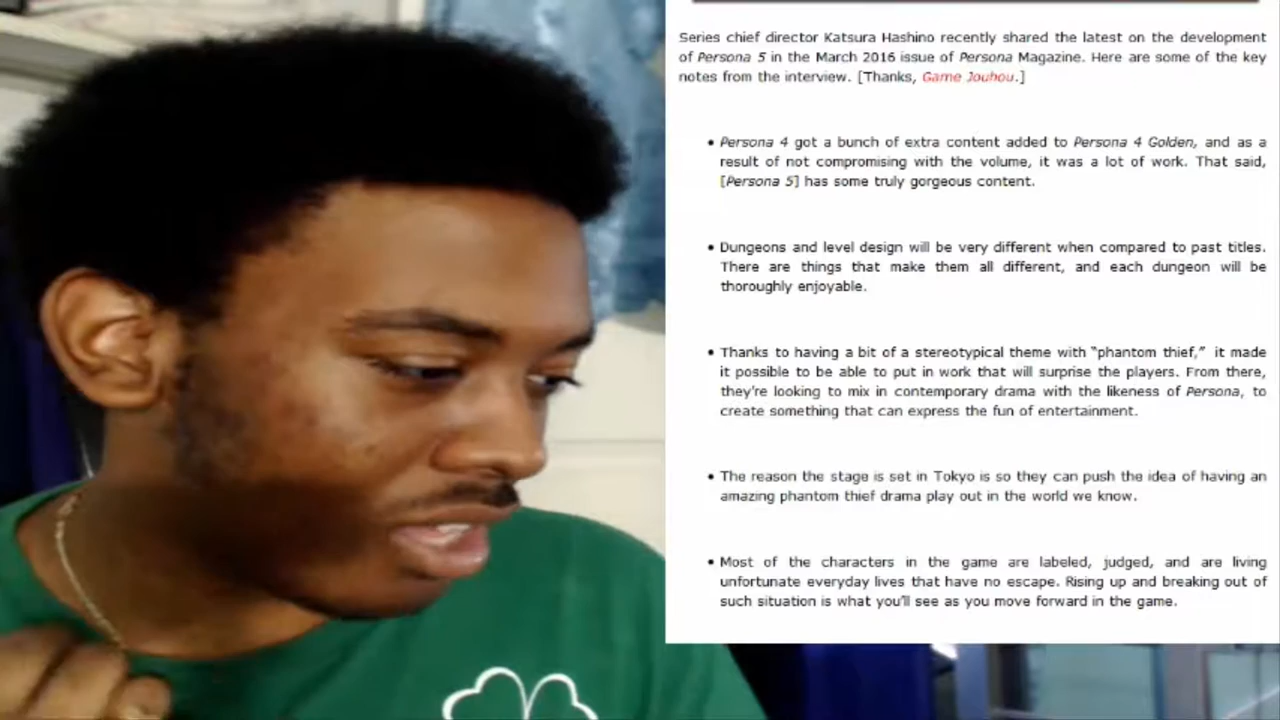 Series chief director Katsura Hashino recently shared the latest on the development
of Persona 5 in the March 2016 issue of Persona Magazine. Here are some of the key
notes from the interview. [Thanks, Game Jouhou.]
• Persona 4 got a bunch of extra content added to Persona 4 Golden, and as a
result of not compromising with the volume, it was a lot of work. That said,
[Persona 5] has some truly gorgeous content.
• Dungeons and level design will be very different when compared to past titles.
There are things that make them all different, and each dungeon will be
thoroughly enjoyable.
• Thanks to having a bit of a stereotypical theme with “phantom thief,” it made
it possible to be able to put in work that will surprise the players. From there,
they’re looking to mix in contemporary drama with the likeness of Persona, to
create something that can express the fun of entertainment.
• The reason the stage is set in Tokyo is so they can push the idea of having an
amazing phantom thief drama play out in the world we know.
• Most of the characters in the game are labeled, judged, and are living
unfortunate everyday lives that have no escape. Rising up and breaking out of
such situation is what you’ll see as you move forward in the game.